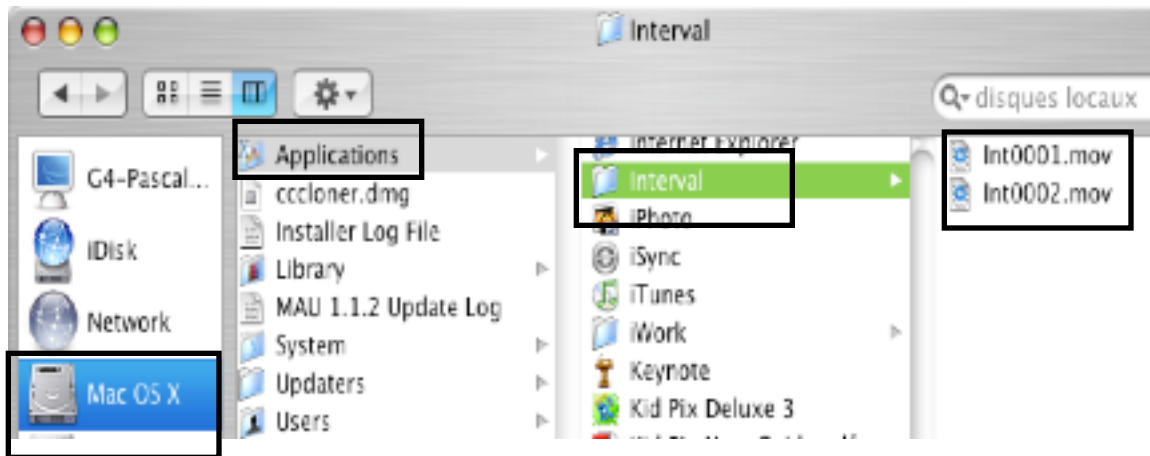 Interval
disques locaux
G4-Pascal...
iDisk
Network
Mac OS X
Applications
cccloner.dmg
Installer Log File
Library
MAU 1.1.2 Update Log
System
Updaters
Users
Internet Explorer
Interval
iPhoto
iSync
iTunes
iWork
Keynote
Kid Pix Deluxe 3
Int0001.mov
Int0002.mov